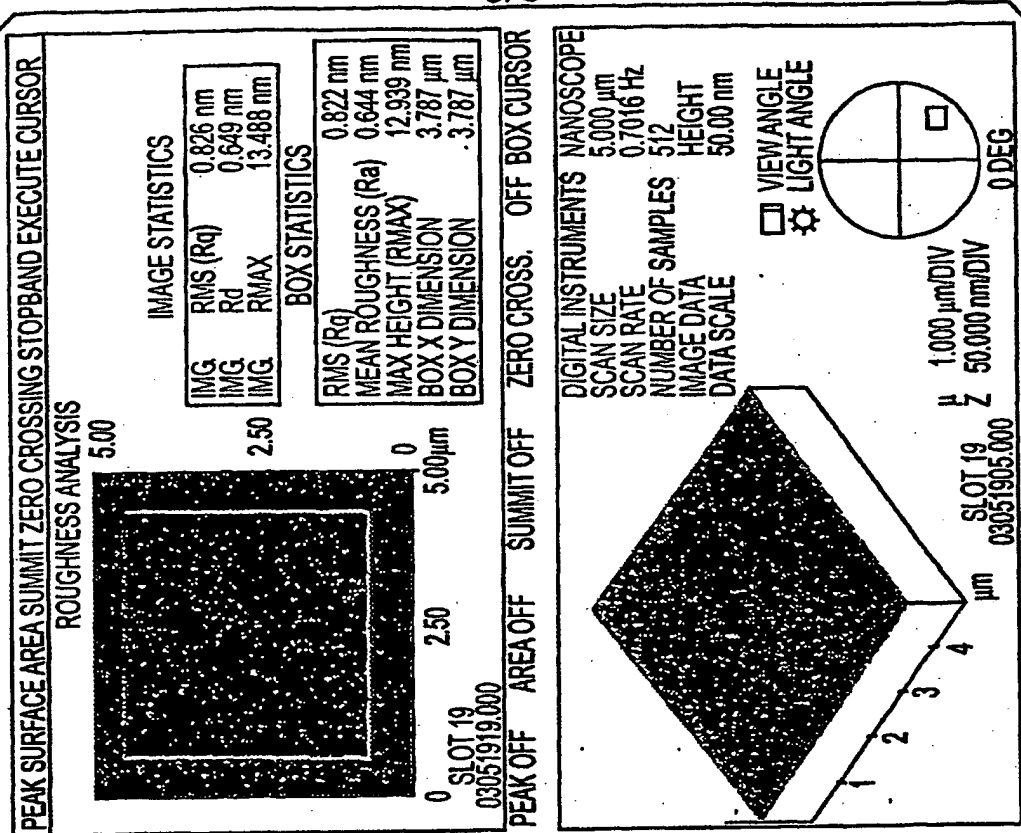 PEAK SURFACE AREA SUMMIT ZERO CROSSING STOPBAND EXECUTE CURSOR
ROUGHNESS ANALYSIS
5.00
2.50
0
0 2.50 5.00µm
SLOT 19
03051919.000
IMAGE STATISTICS
IMG. RMS (Rq) 0.826 nm
IMG. Rd 0.649 nm
IMG. RMAX 13.488 nm
BOX STATISTICS
RMS (Rq) 0.822 nm
MEAN ROUGHNESS (Ra) 0.644 nm
MAX HEIGHT (RMAX) 12.939 nm
BOX X DIMENSION 3.787 µm
BOX Y DIMENSION 3.787 µm
PEAK OFF AREA OFF SUMMIT OFF ZERO CROSS. OFF BOX CURSOR
DIGITAL INSTRUMENTS NANOSCOPE
SCAN SIZE 5.000 µm
SCAN RATE 0.7016 Hz
NUMBER OF SAMPLES 512
IMAGE DATA HEIGHT
DATA SCALE 50.00 nm
VIEW ANGLE
LIGHT ANGLE
0 DEG
1
2
3
4
µm
µ 1.000 µm/DIV
Z 50.000 nm/DIV
SLOT 19
03051905.000